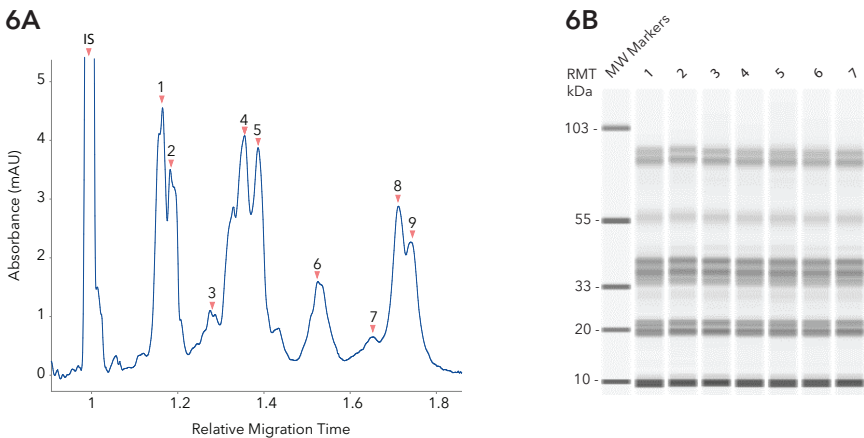 6A
IS
1
2
3
4
5
6
7
8
9
5
4
3
2
1
0
Absorbance (mAU)
1 1.2 1.4 1.6 1.8
Relative Migration Time
6B
MW Markers
RMT 1 2 3 4 5 6 7
kDa
103 -
55 -
33 -
20 -
10 -